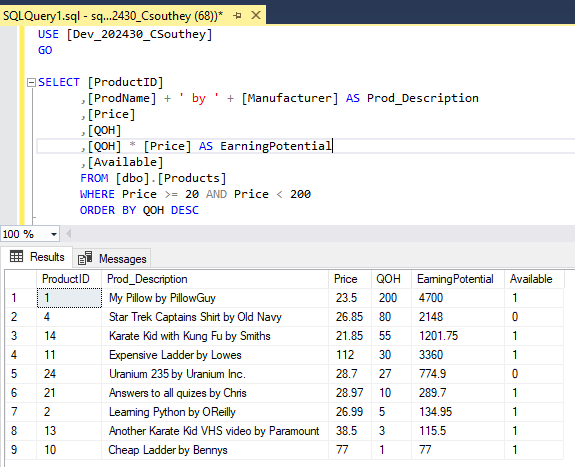 SQLQuery1.sql - sq...2430_CSouthey (68))*
USE [Dev_202430_CSouthey]
GO
SELECT [ProductID]
,[ProdName] + ' by ' + [Manufacturer] AS Prod_Description
,[Price]
,[QOH]
,[QOH] * [Price] AS EarningPotential
,[Available]
FROM [dbo].[Products]
WHERE Price >= 20 AND Price < 200
ORDER BY QOH DESC
100 %
Results Messages
ProductID Prod_Description Price QOH EarningPotential Available
1 1 My Pillow by PillowGuy 23.5 200 4700 1
2 4 Star Trek Captains Shirt by Old Navy 26.85 80 2148 0
3 14 Karate Kid with Kung Fu by Smiths 21.85 55 1201.75 1
4 11 Expensive Ladder by Lowes 112 30 3360 1
5 24 Uranium 235 by Uranium Inc. 28.7 27 774.9 0
6 21 Answers to all quizes by Chris 28.97 10 289.7 1
7 2 Learning Python by OReilly 26.99 5 134.95 1
8 13 Another Karate Kid VHS video by Paramount 38.5 3 115.5 1
9 10 Cheap Ladder by Bennys 77 1 77 1